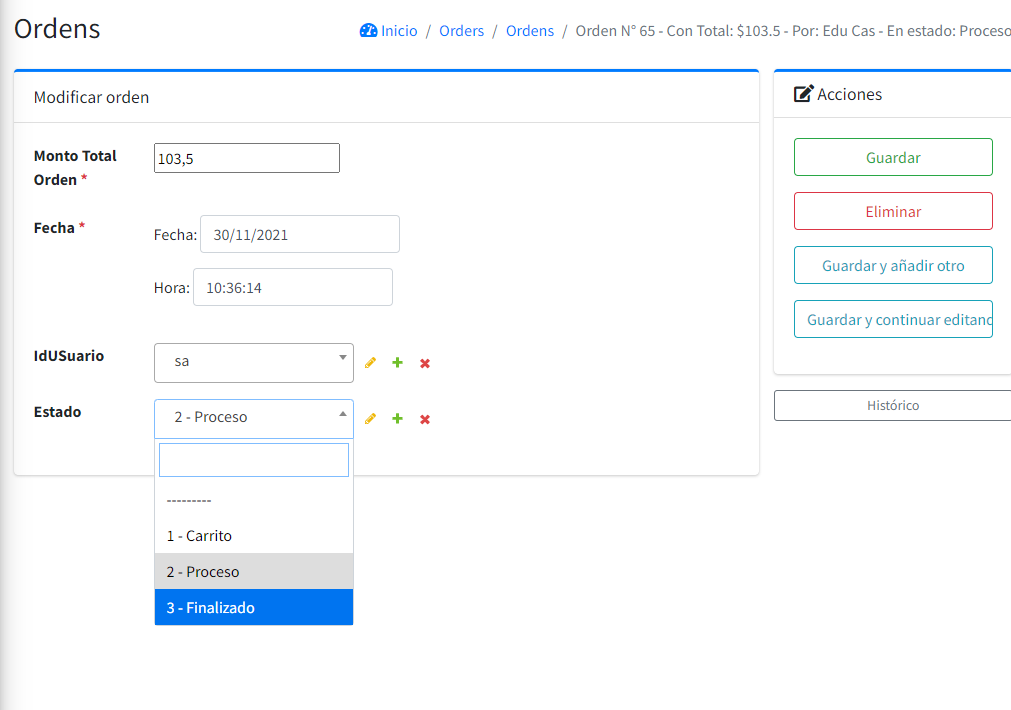 Ordens
Inicio / Orders / Ordens / Orden N° 65 - Con Total: $103.5 - Por: Edu Cas - En estado: Proceso
Modificar orden
Acciones
Monto Total
Orden *
103,5
Guardar
Eliminar
Fecha *
Fecha: 30/11/2021
Guardar y añadir otro
Hora: 10:36:14
Guardar y continuar editand
IdUSuario
sa
Histórico
Estado
2 - Proceso
---------
1 - Carrito
2 - Proceso
3 - Finalizado